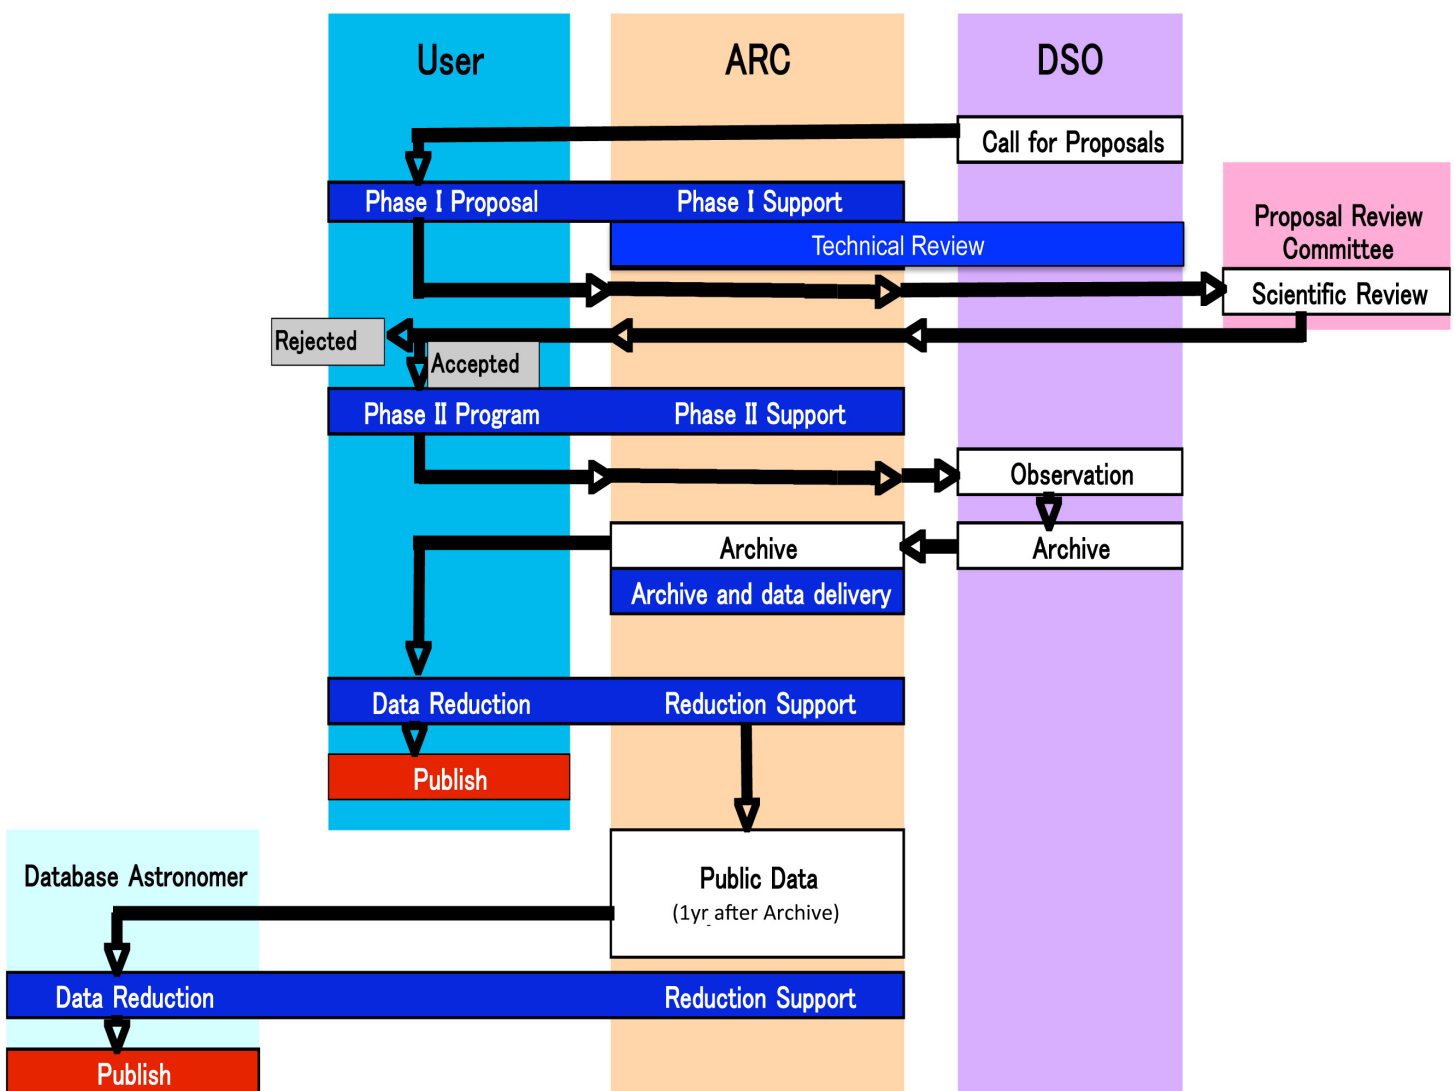 User
ARC
DSO
Call for Proposals
Phase I Proposal
Phase I Support
Technical Review
Proposal Review
Committee
Scientific Review
Rejected
Accepted
Phase II Program
Phase II Support
Observation
Archive
Archive
Archive and data delivery
Data Reduction
Reduction Support
Publish
Public Data
(1yr after Archive)
Database Astronomer
Data Reduction
Reduction Support
Publish